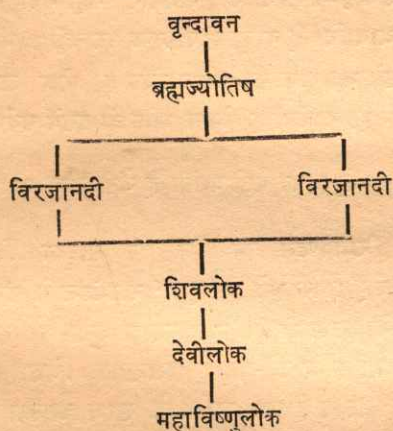 वृन्दावन
ब्रह्मज्योतिष
विरजानदी विरजानदी
शिवलोक
देवीलोक
महाविष्णुलोक